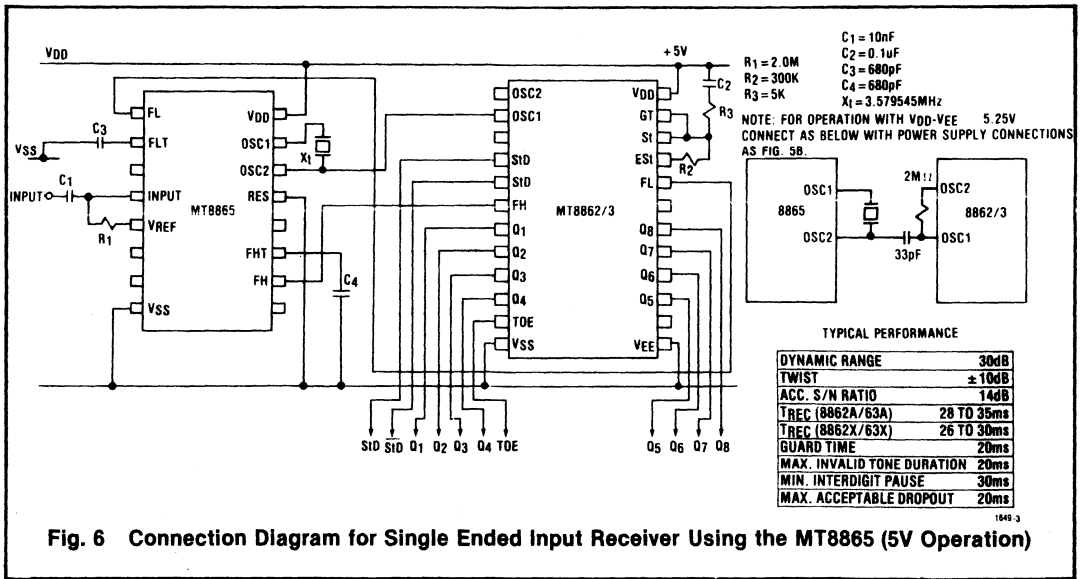 VDD
+5V
C1 = 10nF
C2 = 0.1uF
C3 = 680pF
C4 = 680pF
Xt = 3.579545MHz
R1 = 2.0M
R2 = 300K
R3 = 5K
NOTE: FOR OPERATION WITH VDD-VEE 5.25V
CONNECT AS BELOW WITH POWER SUPPLY CONNECTIONS
AS FIG. 5B.
FL
FLT
INPUT
VREF
VSS
MT8865
VDD
OSC1
OSC2
RES
FHT
FH
C3
VSS
C1
INPUT
R1
Xt
C4
OSC2
OSC1
StD
StD
FH
Q1
Q2
Q3
Q4
TOE
VSS
MT8862/3
VDD
GT
St
ESt
FL
Q8
Q7
Q6
Q5
VEE
C2
R3
R2
StD S̅t̅D̅ Q1 Q2 Q3 Q4 TOE
Q5 Q6 Q7 Q8
OSC1
8865
OSC2
2MΩ
33pF
OSC2
8862/3
OSC1
TYPICAL PERFORMANCE
DYNAMIC RANGE 30dB
TWIST ±10dB
ACC. S/N RATIO 14dB
TREC (8862A/63A) 28 TO 35ms
TREC (8862X/63X) 26 TO 30ms
GUARD TIME 20ms
MAX. INVALID TONE DURATION 20ms
MIN. INTERDIGIT PAUSE 30ms
MAX. ACCEPTABLE DROPOUT 20ms
1649-3
Fig. 6 Connection Diagram for Single Ended Input Receiver Using the MT8865 (5V Operation)